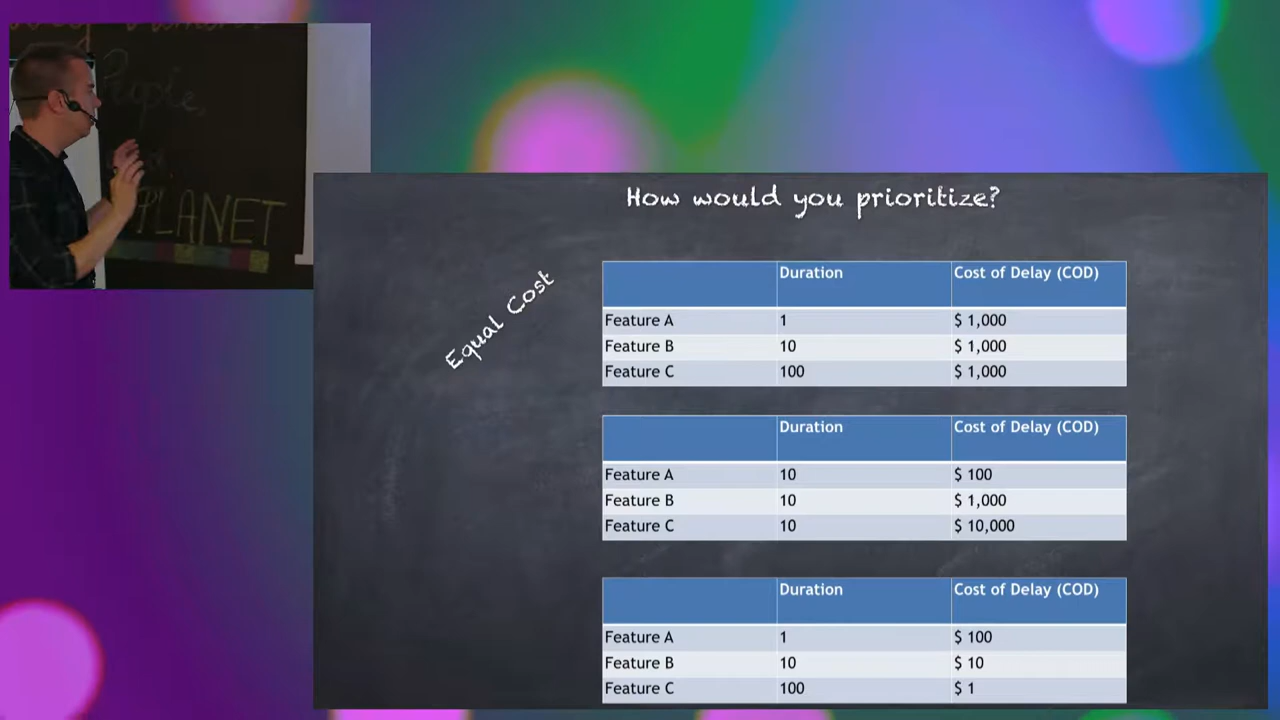 People,
PLANET
How would you prioritize?
Equal Cost
Duration Cost of Delay (COD)
Feature A 1 $ 1,000
Feature B 10 $ 1,000
Feature C 100 $ 1,000
Duration Cost of Delay (COD)
Feature A 10 $ 100
Feature B 10 $ 1,000
Feature C 10 $ 10,000
Duration Cost of Delay (COD)
Feature A 1 $ 100
Feature B 10 $ 10
Feature C 100 $ 1